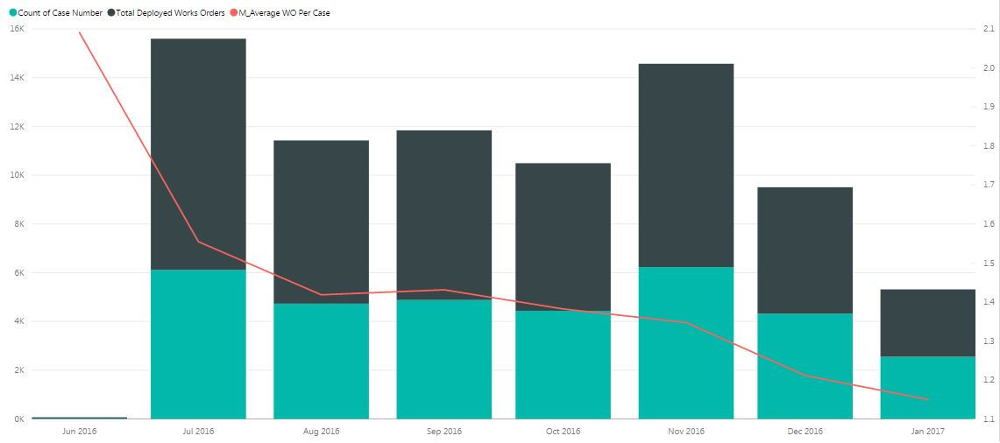 Count of Case Number Total Deployed Works Orders M_Average WO Per Case
16K 2.1
2.0
14K
1.9
12K
1.8
10K
1.7
8K 1.6
6K 1.5
1.4
4K
1.3
2K
1.2
0K 1.1
Jun 2016 Jul 2016 Aug 2016 Sep 2016 Oct 2016 Nov 2016 Dec 2016 Jan 2017